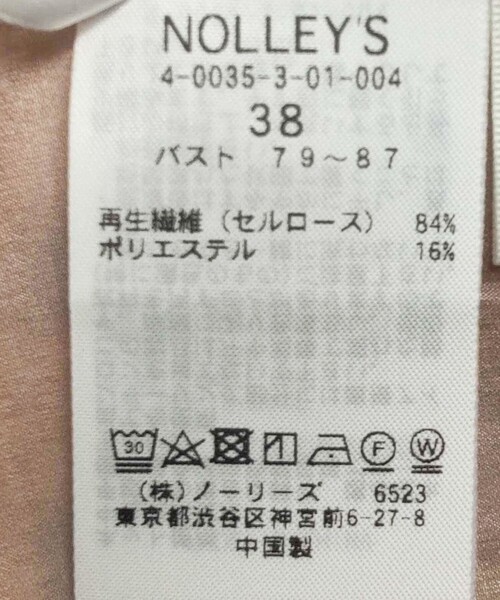 NOLLEY'S
4-0035-3-01-004
38
バスト 79～87
再生繊維（セルロース） 84%
ポリエステル 16%
30 F W
(株)ノーリーズ 6523
東京都渋谷区神宮前6-27-8
中国製